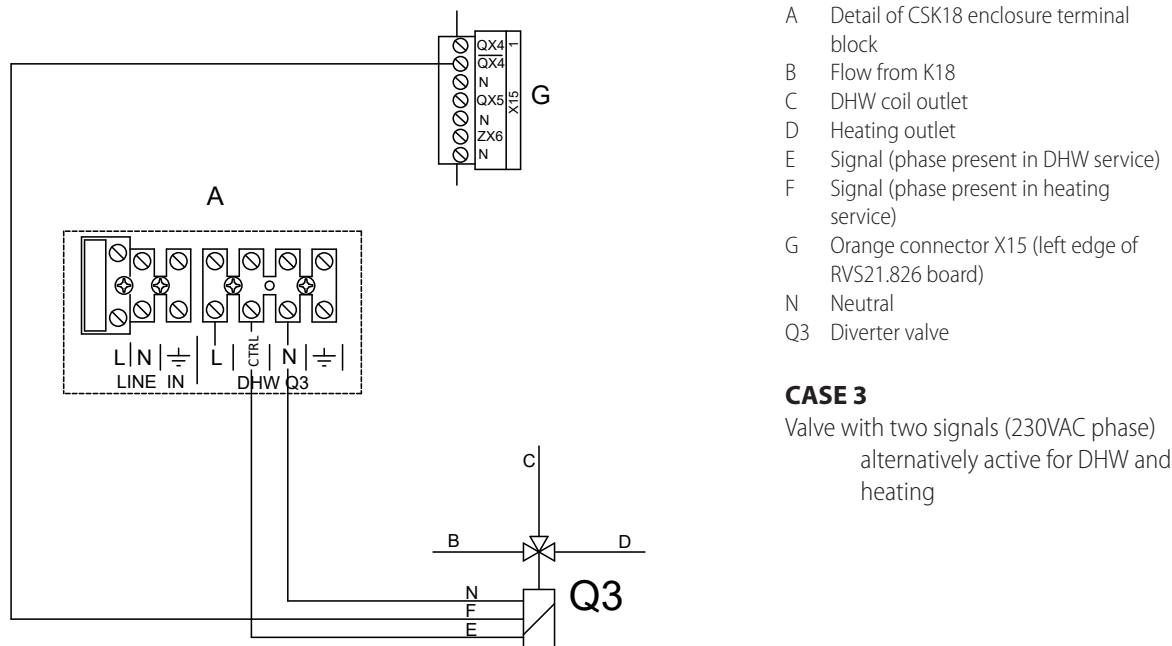 QX4 1
QX4
N
QX5
X15
N
ZX6
N
G
A
L N L CTRL N
LINE IN DHW Q3
C
B D
Q3
N
F
E
A Detail of CSK18 enclosure terminal
block
B Flow from K18
C DHW coil outlet
D Heating outlet
E Signal (phase present in DHW service)
F Signal (phase present in heating
service)
G Orange connector X15 (left edge of
RVS21.826 board)
N Neutral
Q3 Diverter valve
CASE 3
Valve with two signals (230VAC phase)
alternatively active for DHW and
heating